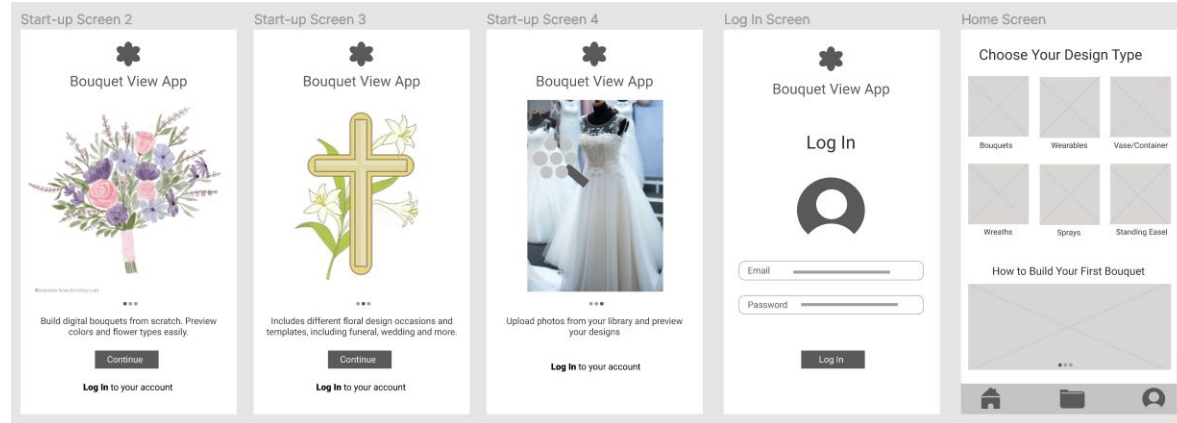 Start-up Screen 2
Bouquet View App
Build digital bouquets from scratch. Preview
colors and flower types easily.
Continue
Log In to your account
Start-up Screen 3
Bouquet View App
Includes different floral design occasions and
templates, including funeral, wedding and more.
Continue
Log In to your account
Start-up Screen 4
Bouquet View App
Upload photos from your library and preview
your designs
Log In to your account
Log In Screen
Bouquet View App
Log In
Email
Password
Log In
Home Screen
Choose Your Design Type
Bouquets
Wearables
Vase/Container
Wreeths
Sprays
Standing Easel
How to Build Your First Bouquet